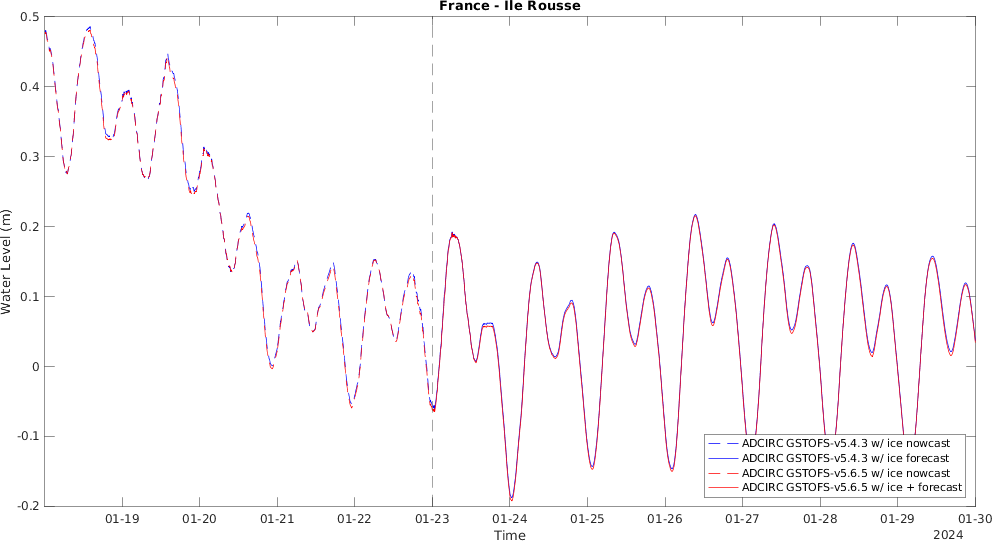 France - Ile Rousse
Water Level (m)
0.5
0.4
0.3
0.2
0.1
0
-0.1
-0.2
01-19 01-20 01-21 01-22 01-23 01-24 01-25 01-26 01-27 01-28 01-29 01-30
Time
2024
ADCIRC GSTOFS-v5.4.3 w/ ice nowcast
ADCIRC GSTOFS-v5.4.3 w/ ice forecast
ADCIRC GSTOFS-v5.6.5 w/ ice nowcast
ADCIRC GSTOFS-v5.6.5 w/ ice + forecast